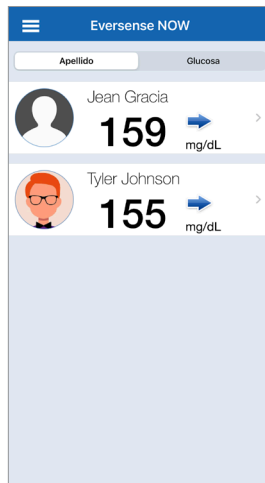 Eversense NOW
Apellido Glucosa
Jean Gracia
159
mg/dL
Tyler Johnson
155
mg/dL